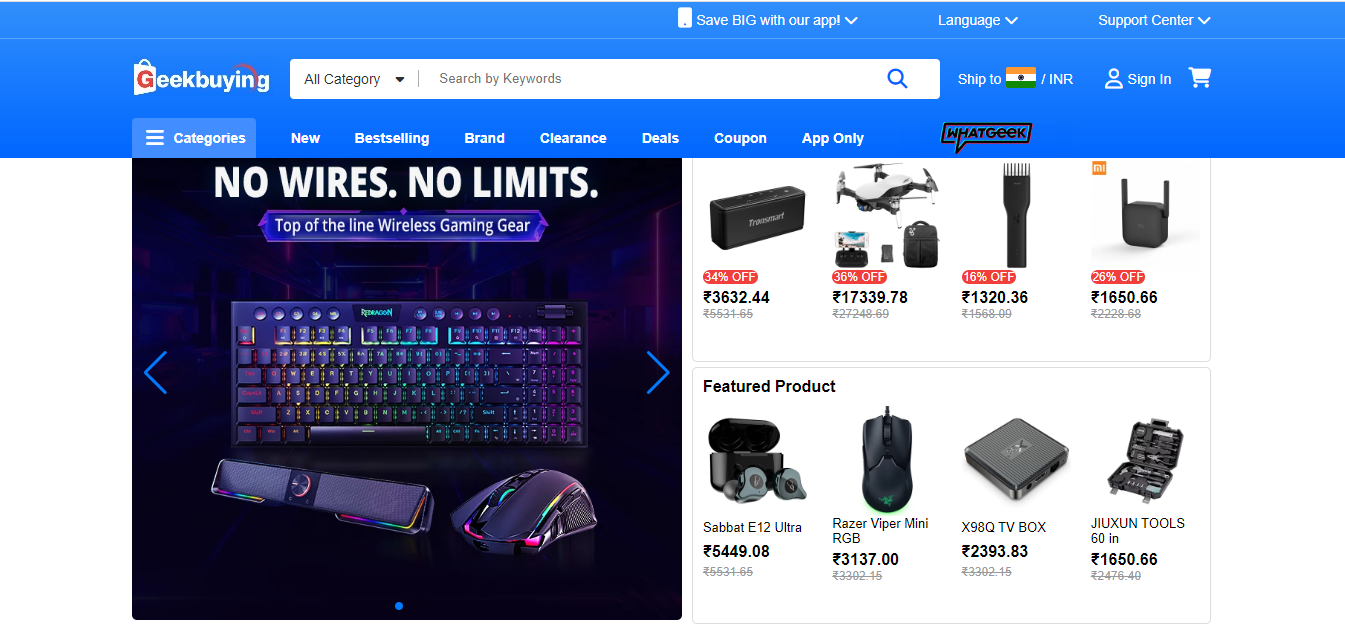 Save BIG with our app!
Language
Support Center
Geekbuying
All Category
Search by Keywords
Ship to / INR
Sign In
Categories
New
Bestselling
Brand
Clearance
Deals
Coupon
App Only
WHATGEEK
NO WIRES. NO LIMITS.
Top of the line Wireless Gaming Gear
REDRAGON
Tronsmart
mi
34% OFF
36% OFF
16% OFF
26% OFF
₹3632.44
₹17339.78
₹1320.36
₹1650.66
₹5531.65
₹27248.69
₹1568.09
₹2228.68
Featured Product
Sabbat E12 Ultra
₹5449.08
₹5531.65
Razer Viper Mini
RGB
₹3137.00
₹3302.15
X98Q TV BOX
₹2393.83
₹3302.15
JIUXUN TOOLS
60 in
₹1650.66
₹2476.40